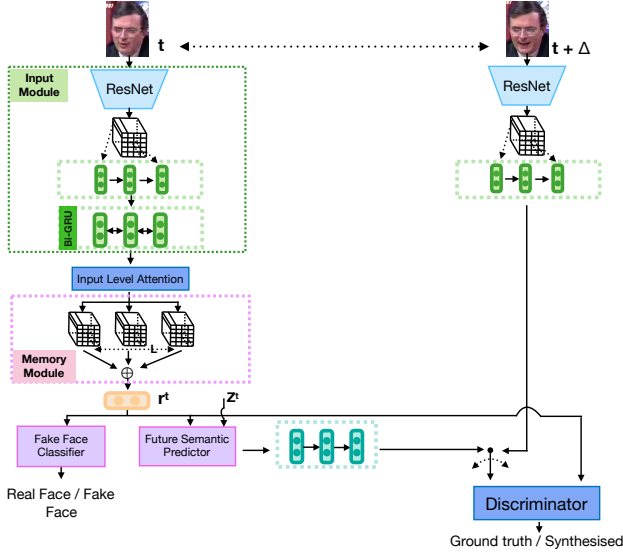 t
t + Δ
Input
Module
ResNet
ResNet
Bi-GRU
Input Level Attention
L
Memory
Module
r^t
z^t
Fake Face
Classifier
Future Semantic
Predictor
Real Face / Fake
Face
Discriminator
Ground truth / Synthesised